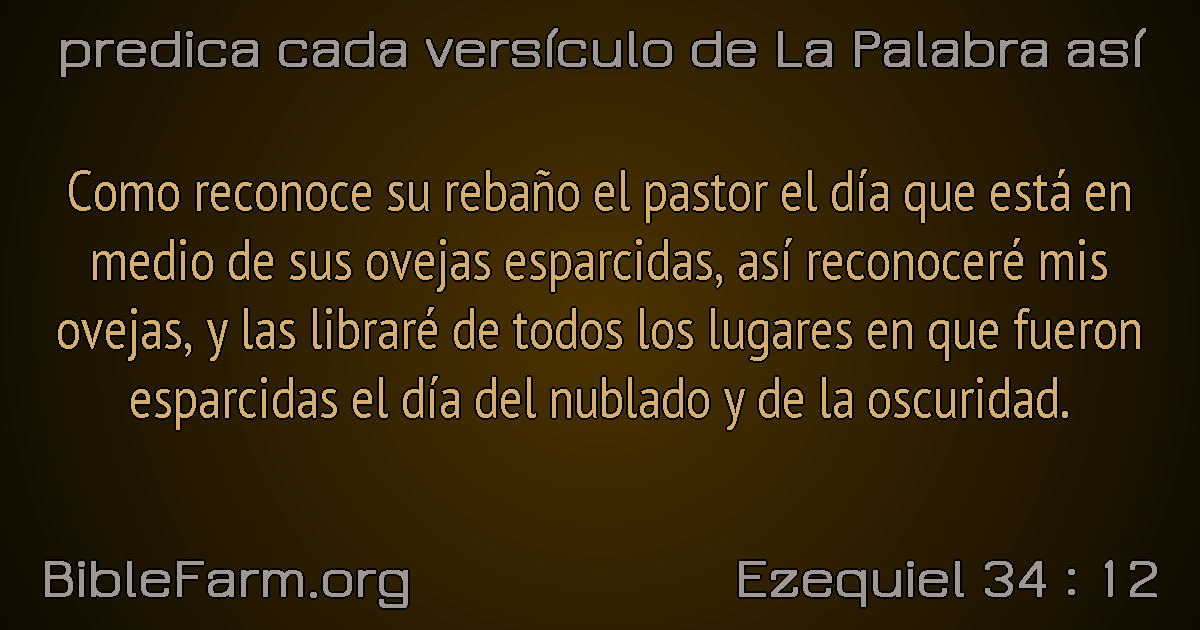 predica cada versículo de La Palabra así
Como reconoce su rebaño el pastor el día que está en
medio de sus ovejas esparcidas, así reconoceré mis
ovejas, y las libraré de todos los lugares en que fueron
esparcidas el día del nublado y de la oscuridad.
BibleFarm.org
Ezequiel 34 : 12